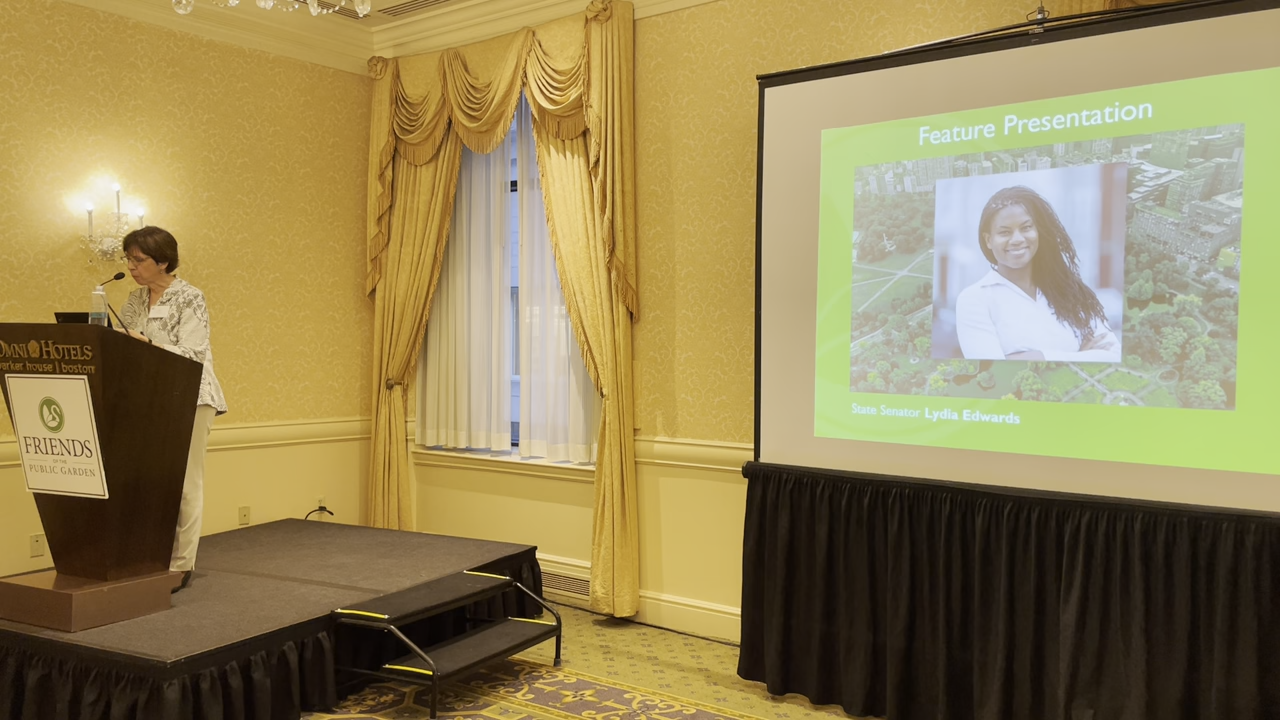 OMNI HOTELS
parker house | boston
FRIENDS
OF THE
PUBLIC GARDEN
Feature Presentation
State Senator Lydia Edwards